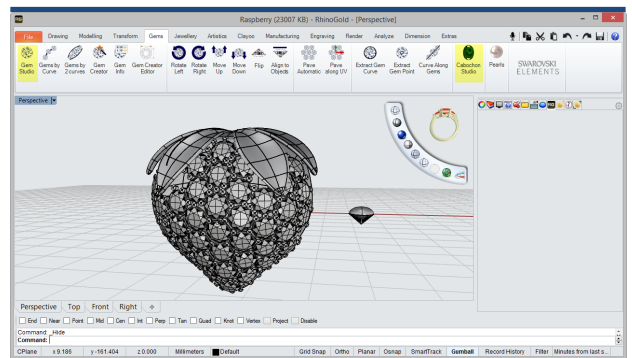 Raspberry (23007 KB) - RhinoGold - [Perspective]
File Drawing Modelling Transform Gems Jewellery Artistics Clayoo Manufacturing Engraving Render Analyze Dimension Extras
Gem Studio
Gems by Curve
Gems by 2 curves
Gem Creator
Gem Info
Gem Creator Editor
Rotate Left
Rotate Right
Move Up
Move Down
Flip
Align to Objects
Pave Automatic
Pave along UV
Extract Gem Curve
Extract Gem Point
Curve Along Gems
Cabochon Studio
Pearls
SWAROVSKI
ELEMENTS
Perspective
Perspective Top Front Right
End Near Point Mid Cen Int Perp Tan Quad Knot Vertex Project Disable
Command: _Hide
Command:
CPlane x 9.186 y -161.404 z 0.000 Millimeters Default Grid Snap Ortho Planar Osnap SmartTrack Gumball Record History Filter Minutes from last s...